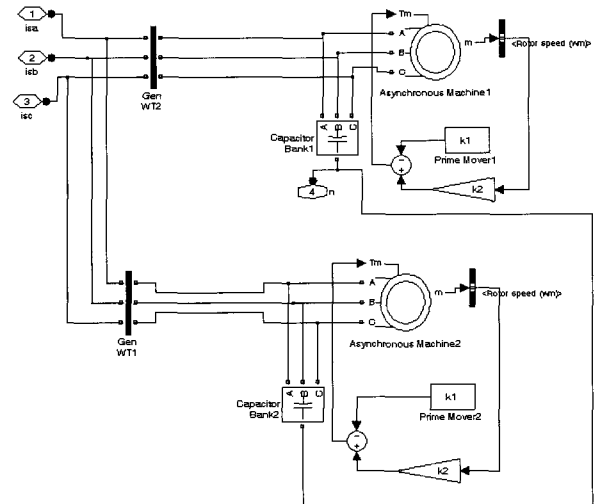 1
isa
2
isb
3
isc
Gen
WT2
Tm
A
B
C
m
<Rotor speed (wm)>
Asynchronous Machine1
A B C
Capacitor
Bank1
4
n
k1
Prime Mover1
k2
Gen
WT1
Tm
A
B
C
m
<Rotor speed (wm)>
Asynchronous Machine2
A B C
Capacitor
Bank2
k1
Prime Mover2
k2